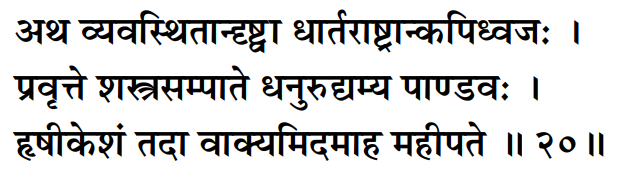 अथ व्यवस्थितान्दृष्ट्वा धार्तराष्ट्रान्कपिध्वजः ।
प्रवृत्ते शस्त्रसम्पाते धनुरुद्यम्य पाण्डवः ।
हृषीकेशं तदा वाक्यमिदमाह महीपते ॥ २०॥